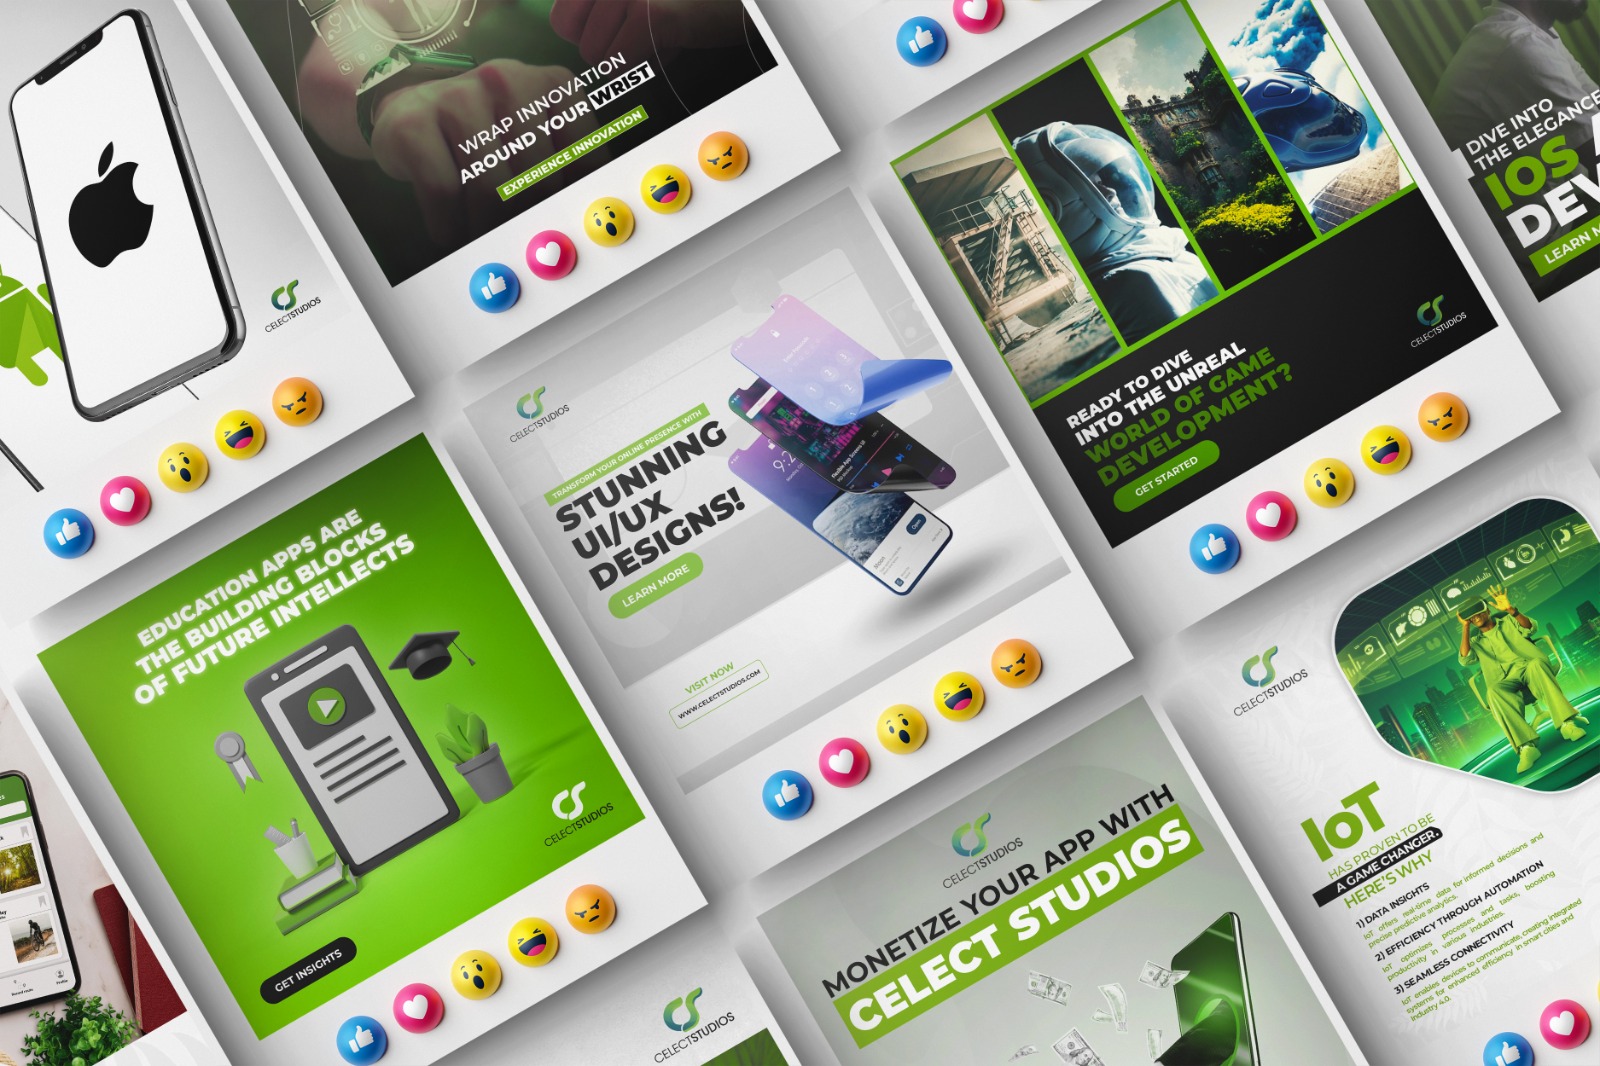 WRAP INNOVATION
AROUND YOUR WRIST
EXPERIENCE INNOVATION
CELECTSTUDIOS
READY TO DIVE
INTO THE UNREAL
WORLD OF GAME
DEVELOPMENT?
GET STARTED
CELECTSTUDIOS
DIVE INTO
THE ELEGANCE
IOS
DEV
LEARN
CELECTSTUDIOS
TRANSFORM YOUR ONLINE PRESENCE WITH
STUNNING
UI/UX
DESIGNS!
LEARN MORE
9:2
Open
VISIT NOW
WWW.CELECTSTUDIOS.COM
EDUCATION APPS ARE
THE BUILDING BLOCKS
OF FUTURE INTELLECTS
CELECTSTUDIOS
GET INSIGHTS
CELECTSTUDIOS
MONETIZE YOUR APP WITH
CELECT STUDIOS
CELECTSTUDIOS
IoT
HAS PROVEN TO BE
A GAME CHANGER.
HERE'S WHY
1) DATA INSIGHTS
IoT offers real-time data for informed decisions and
precise predictive analytics.
2) EFFICIENCY THROUGH AUTOMATION
IoT optimizes processes and tasks, boosting
productivity in various industries.
3) SEAMLESS CONNECTIVITY
IoT enables devices to communicate, creating integrated
systems for enhanced efficiency in smart cities and
Industry 4.0.
CELECTSTUDIOS